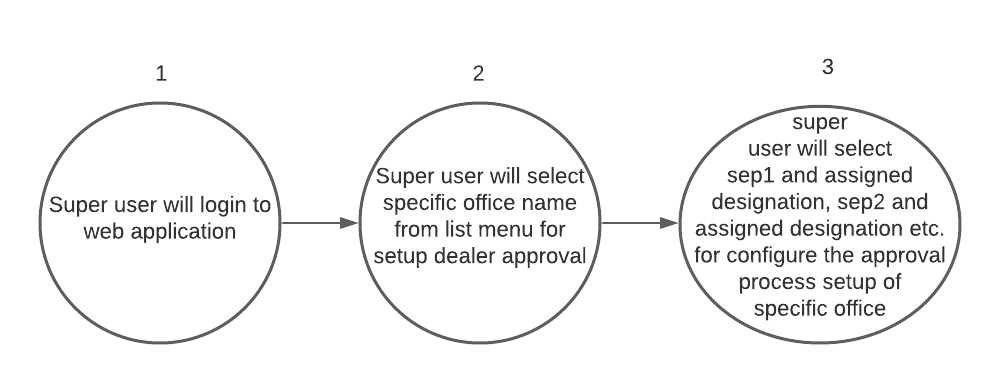 1
2
3
Super user will login to
web application
Super user will select
specific office name
from list menu for
setup dealer approval
super
user will select
sep1 and assigned
designation, sep2 and
assigned designation etc.
for configure the approval
process setup of
specific office